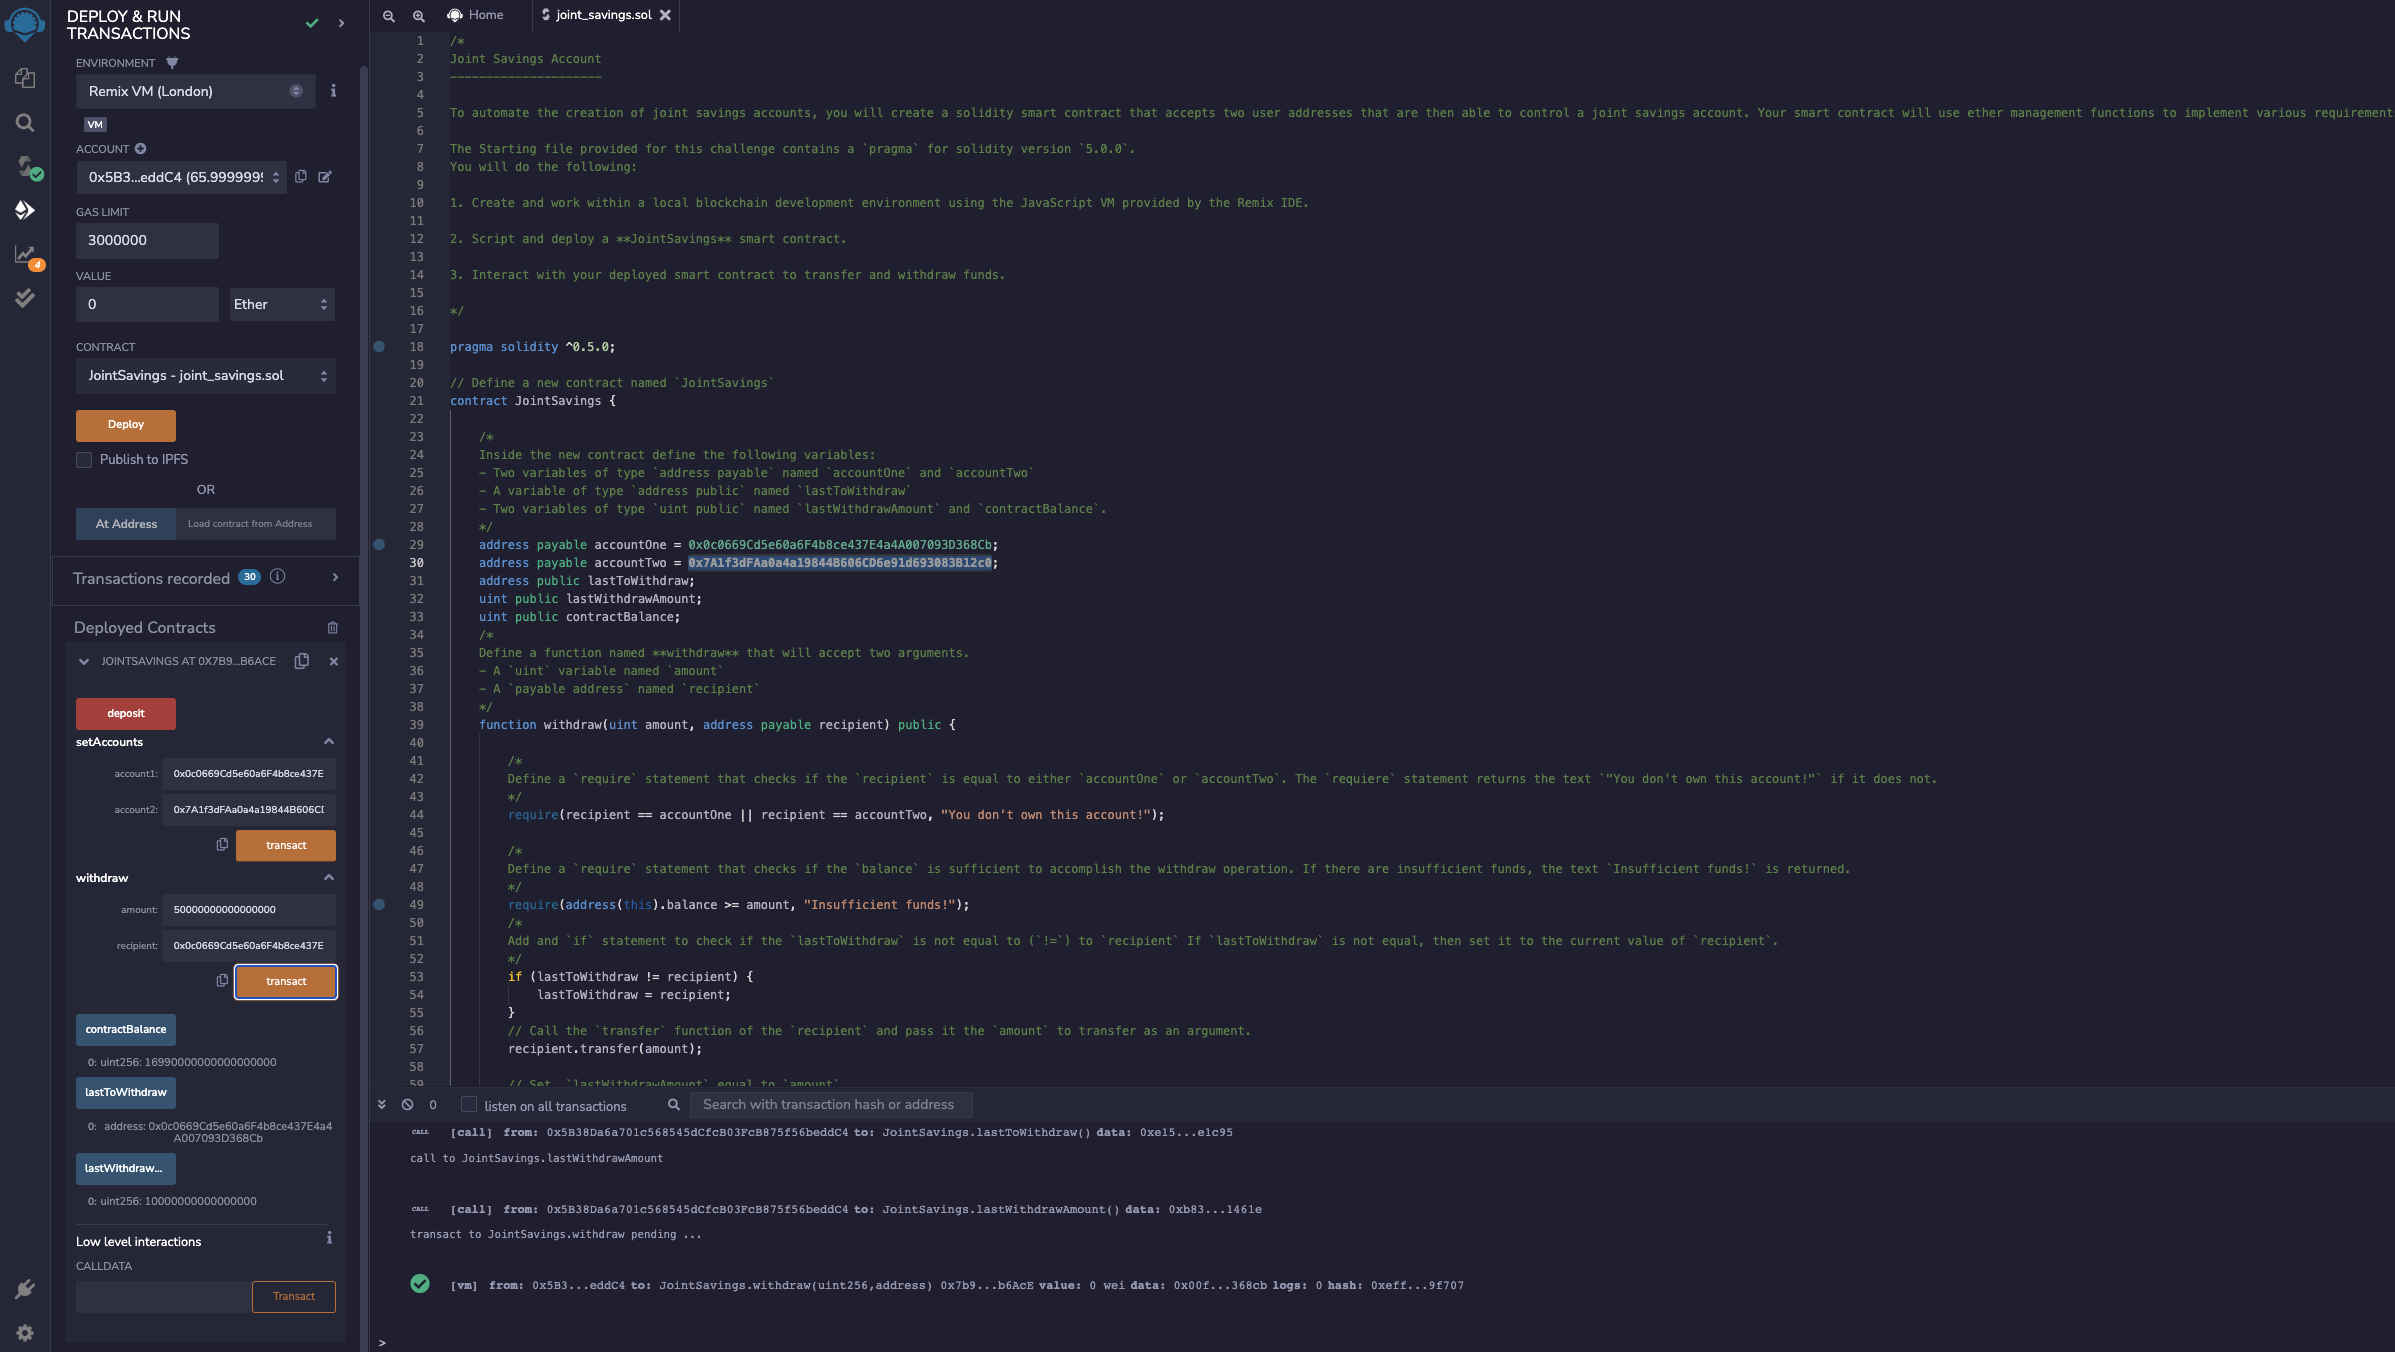 DEPLOY & RUN
TRANSACTIONS
ENVIRONMENT
Remix VM (London)
VM
ACCOUNT
0x5B3...eddC4 (65.9999999
GAS LIMIT
3000000
VALUE
0
Ether
CONTRACT
JointSavings - joint_savings.sol
Deploy
Publish to IPFS
OR
At Address
Load contract from Address
Transactions recorded 30
Deployed Contracts
JOINTSAVINGS AT 0X7B9...B6ACE
deposit
setAccounts
account1: 0x0c0669Cd5e60a6F4b8ce437E
account2: 0x7A1f3dFAa0a4a19844B606CD
transact
withdraw
amount: 50000000000000000
recipient: 0x0c0669Cd5e60a6F4b8ce437E
transact
contractBalance
0: uint256: 16990000000000000000
lastToWithdraw
0: address: 0x0c0669Cd5e60a6F4b8ce437E4a4
A007093D368Cb
lastWithdraw...
0: uint256: 10000000000000000
Low level interactions
CALLDATA
Transact
4
Home
joint_savings.sol
1 /*
2 Joint Savings Account
3 ---------------------
4
5 To automate the creation of joint savings accounts, you will create a solidity smart contract that accepts two user addresses that are then able to control a joint savings account. Your smart contract will use ether management functions to implement various requirement
6
7 The Starting file provided for this challenge contains a `pragma` for solidity version `5.0.0`.
8 You will do the following:
9
10 1. Create and work within a local blockchain development environment using the JavaScript VM provided by the Remix IDE.
11
12 2. Script and deploy a **JointSavings** smart contract.
13
14 3. Interact with your deployed smart contract to transfer and withdraw funds.
15
16 */
17
18 pragma solidity ^0.5.0;
19
20 // Define a new contract named `JointSavings`
21 contract JointSavings {
22
23 /*
24 Inside the new contract define the following variables:
25 - Two variables of type `address payable` named `accountOne` and `accountTwo`
26 - A variable of type `address public` named `lastToWithdraw`
27 - Two variables of type `uint public` named `lastWithdrawAmount` and `contractBalance`.
28 */
29 address payable accountOne = 0x0c0669Cd5e60a6F4b8ce437E4a4A007093D368Cb;
30 address payable accountTwo = 0x7A1f3dFAa0a4a19844B606CD6e91d693083B12c0;
31 address public lastToWithdraw;
32 uint public lastWithdrawAmount;
33 uint public contractBalance;
34 /*
35 Define a function named **withdraw** that will accept two arguments.
36 - A `uint` variable named `amount`
37 - A `payable address` named `recipient`
38 */
39 function withdraw(uint amount, address payable recipient) public {
40
41 /*
42 Define a `require` statement that checks if the `recipient` is equal to either `accountOne` or `accountTwo`. The `requiere` statement returns the text `"You don't own this account!"` if it does not.
43 */
44 require(recipient == accountOne || recipient == accountTwo, "You don't own this account!");
45
46 /*
47 Define a `require` statement that checks if the `balance` is sufficient to accomplish the withdraw operation. If there are insufficient funds, the text `Insufficient funds!` is returned.
48 */
49 require(address(this).balance >= amount, "Insufficient funds!");
50 /*
51 Add and `if` statement to check if the `lastToWithdraw` is not equal to (`!=`) to `recipient` If `lastToWithdraw` is not equal, then set it to the current value of `recipient`.
52 */
53 if (lastToWithdraw != recipient) {
54 lastToWithdraw = recipient;
55 }
56 // Call the `transfer` function of the `recipient` and pass it the `amount` to transfer as an argument.
57 recipient.transfer(amount);
58
59 // Set `lastWithdrawAmount` equal to `amount`
0
listen on all transactions
Search with transaction hash or address
CALL [call] from: 0x5B38Da6a701c568545dCfcB03FcB875f56beddC4 to: JointSavings.lastToWithdraw() data: 0xe15...e1c95
call to JointSavings.lastWithdrawAmount
CALL [call] from: 0x5B38Da6a701c568545dCfcB03FcB875f56beddC4 to: JointSavings.lastWithdrawAmount() data: 0xb83...1461e
transact to JointSavings.withdraw pending ...
[vm] from: 0x5B3...eddC4 to: JointSavings.withdraw(uint256,address) 0x7b9...b6AcE value: 0 wei data: 0x00f...368cb logs: 0 hash: 0xeff...9f707
>